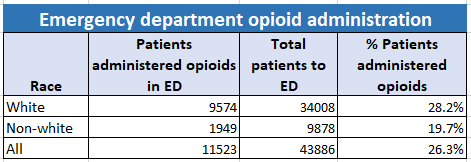 Emergency department opioid administration
Race Patients administered opioids in ED Total patients to ED % Patients administered opioids
White 9574 34008 28.2%
Non-white 1949 9878 19.7%
All 11523 43886 26.3%